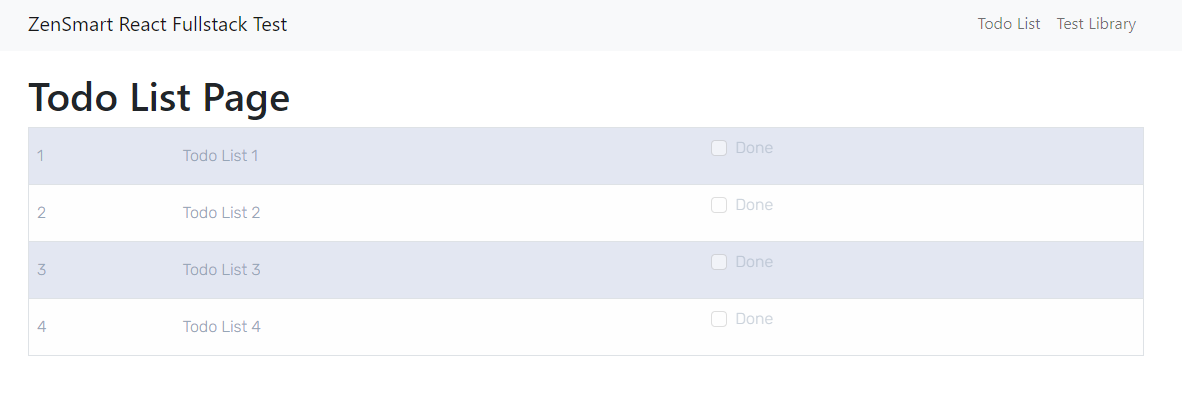 ZenSmart React Fullstack Test Todo List Test Library
Todo List Page
1 Todo List 1 Done
2 Todo List 2 Done
3 Todo List 3 Done
4 Todo List 4 Done